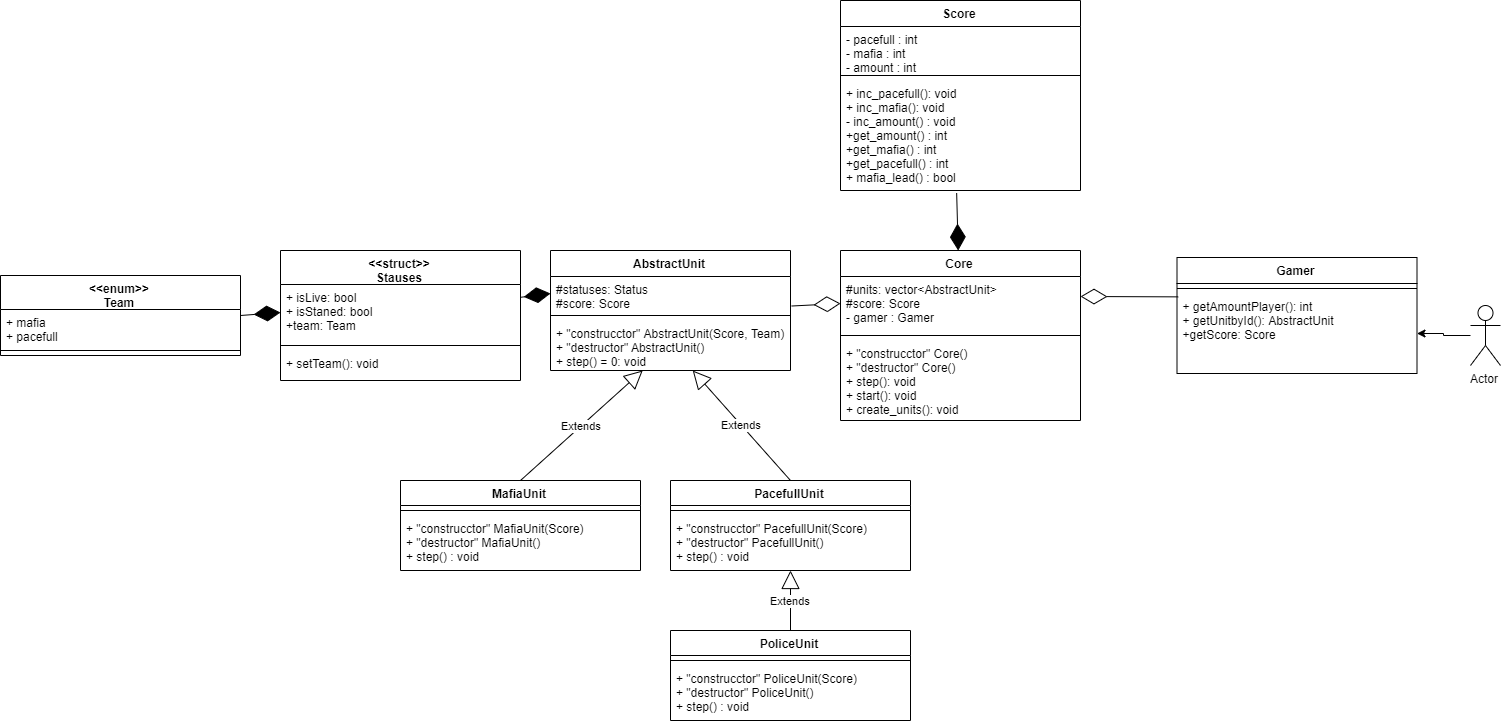 Score
- pacefull : int
- mafia : int
- amount : int
+ inc_pacefull(): void
+ inc_mafia(): void
- inc_amount() : void
+get_amount() : int
+get_mafia() : int
+get_pacefull() : int
+ mafia_lead() : bool
<<enum>>
Team
+ mafia
+ pacefull
<<struct>>
Stauses
+ isLive: bool
+ isStaned: bool
+team: Team
+ setTeam(): void
AbstractUnit
#statuses: Status
#score: Score
+ "construcctor" AbstractUnit(Score, Team)
+ "destructor" AbstractUnit()
+ step() = 0: void
Core
#units: vector<AbstractUnit>
#score: Score
- gamer : Gamer
+ "construcctor" Core()
+ "destructor" Core()
+ step(): void
+ start(): void
+ create_units(): void
Gamer
+ getAmountPlayer(): int
+ getUnitbyId(): AbstractUnit
+getScore: Score
Actor
Extends
Extends
MafiaUnit
+ "construcctor" MafiaUnit(Score)
+ "destructor" MafiaUnit()
+ step() : void
PacefullUnit
+ "construcctor" PacefullUnit(Score)
+ "destructor" PacefullUnit()
+ step() : void
Extends
PoliceUnit
+ "construcctor" PoliceUnit(Score)
+ "destructor" PoliceUnit()
+ step() : void